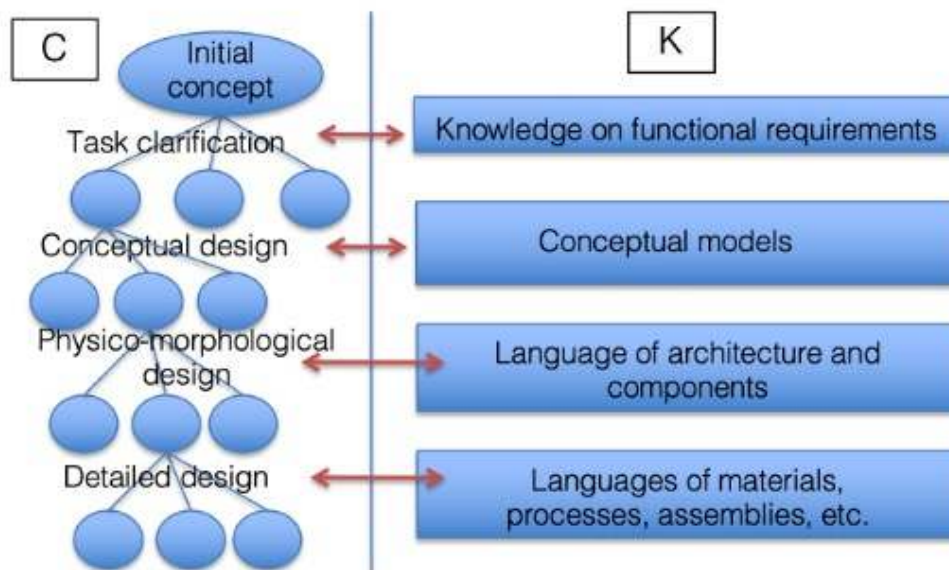 C
K
Initial
concept
Task clarification
Knowledge on functional requirements
Conceptual design
Conceptual models
Physico-morphological
design
Language of architecture and
components
Detailed design
Languages of materials,
processes, assemblies, etc.